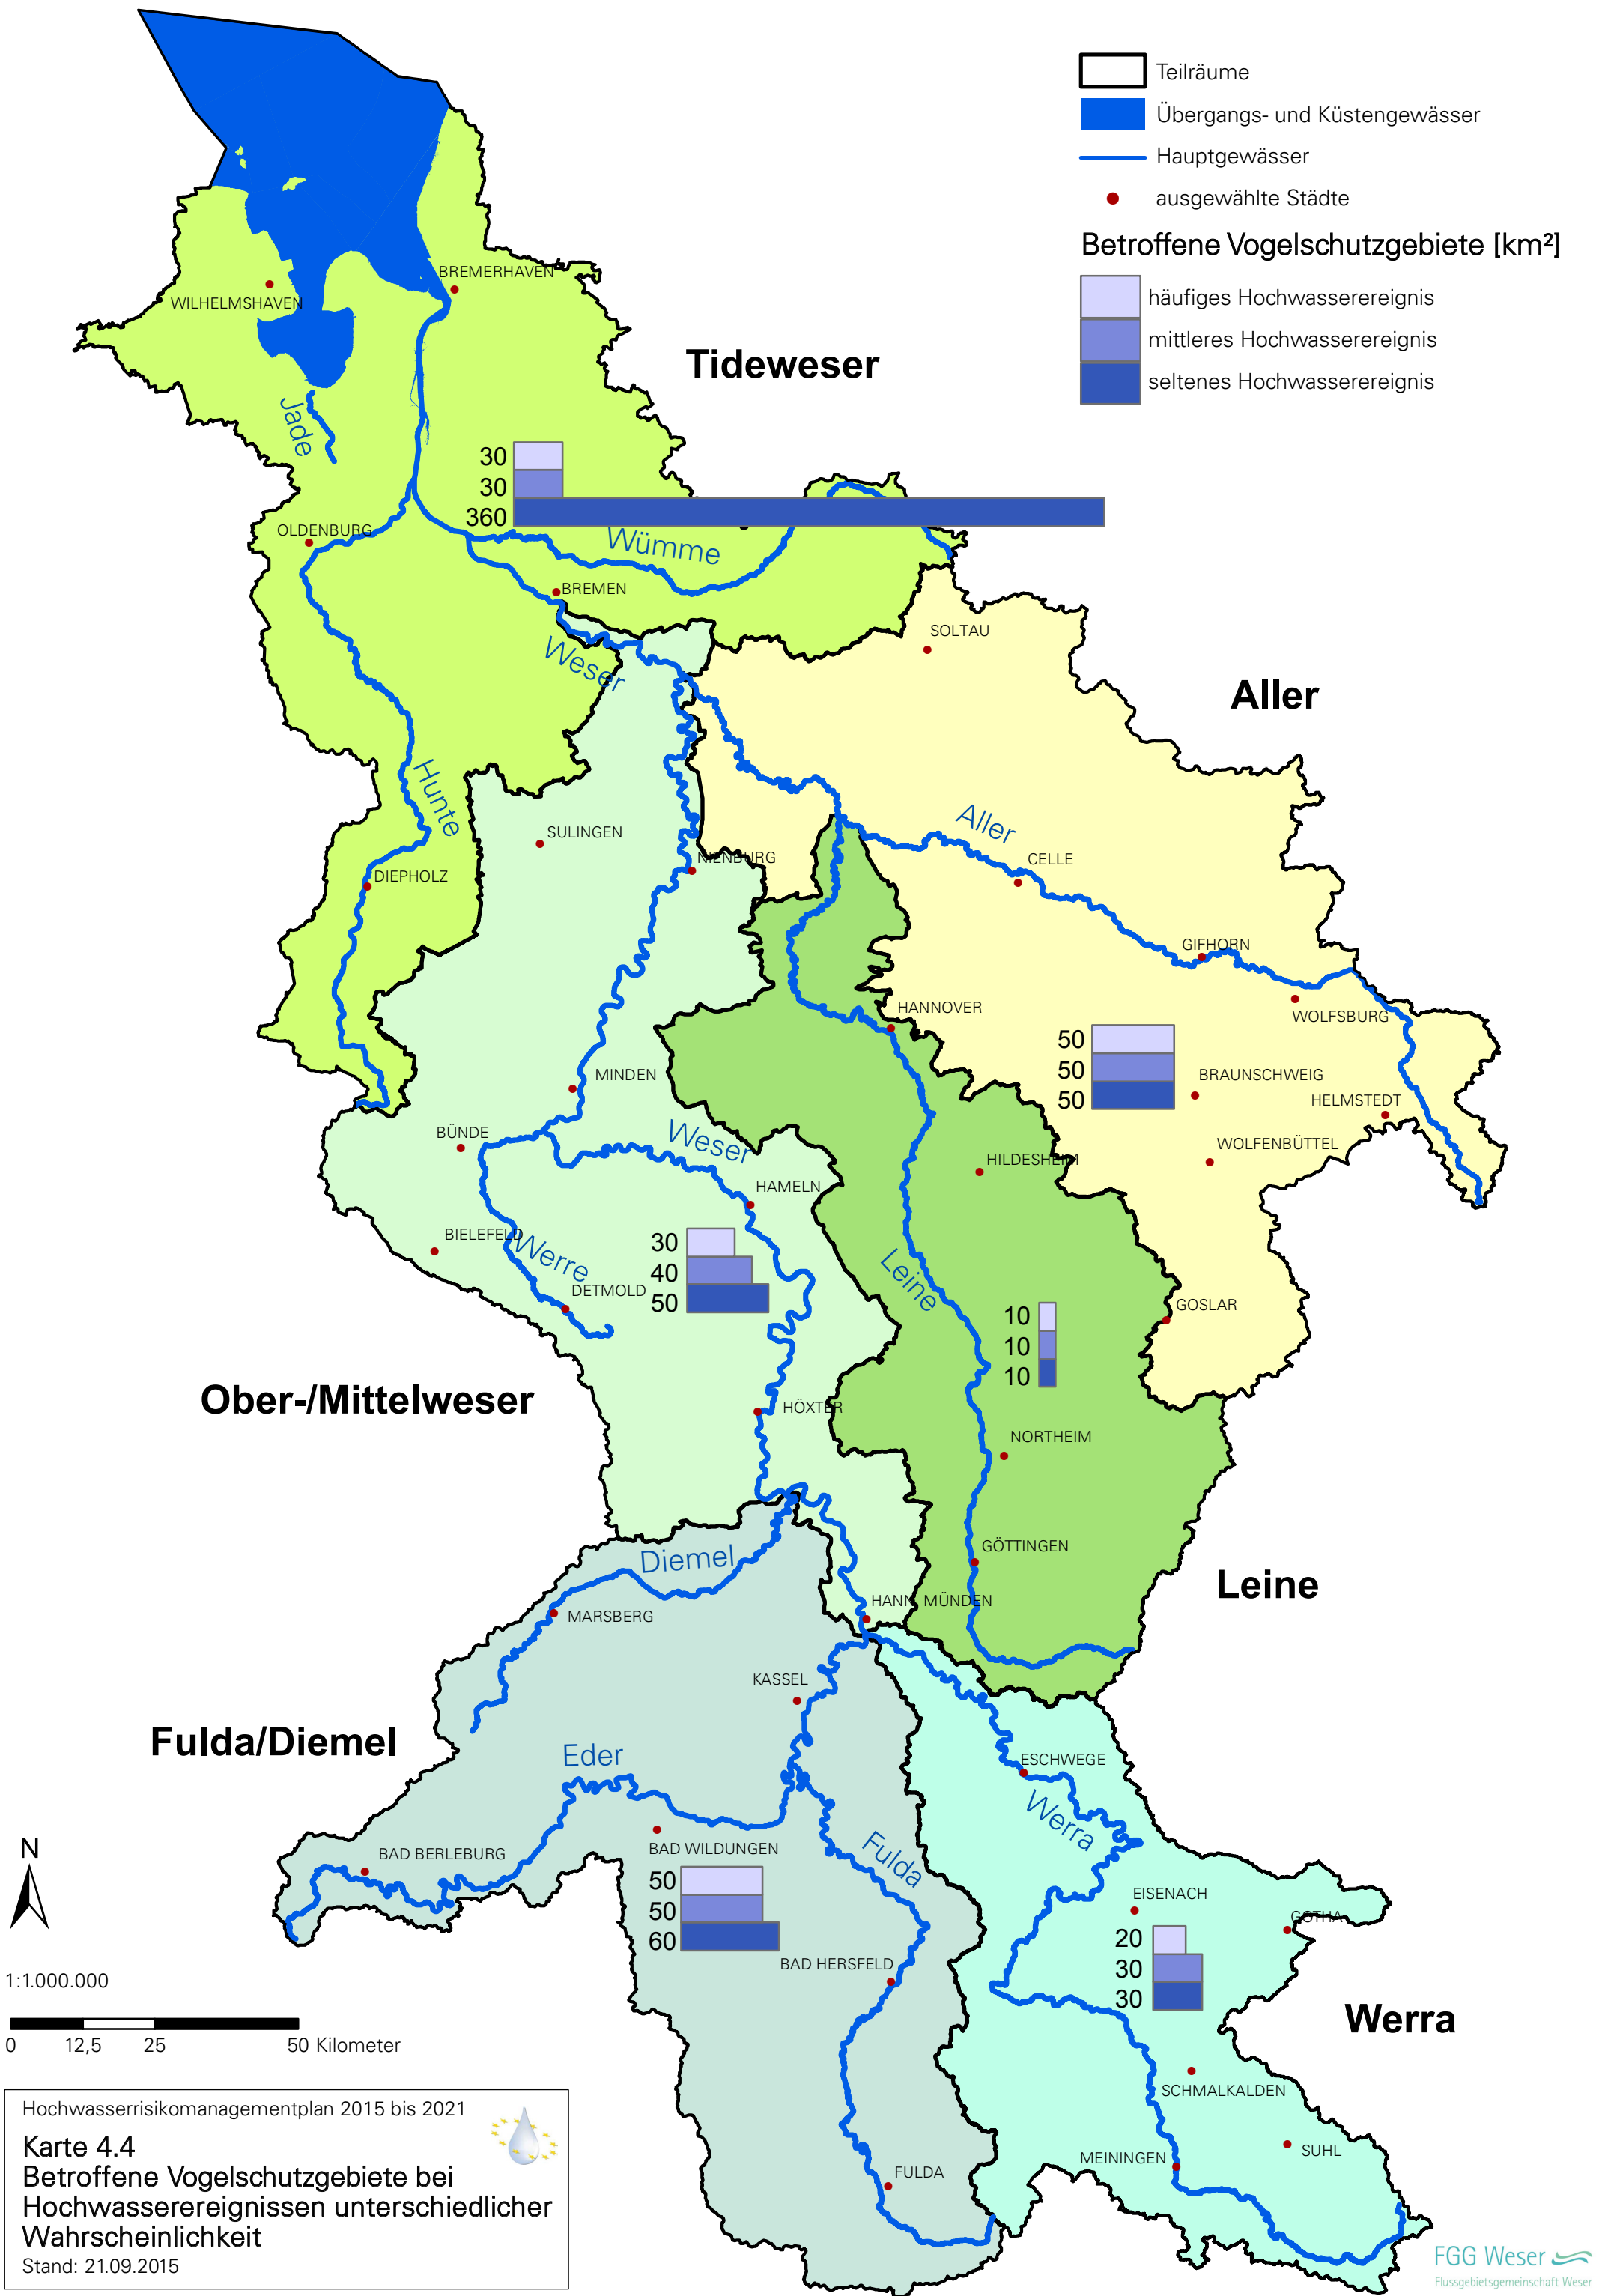 Teilräume
Übergangs- und Küstengewässer
Hauptgewässer
ausgewählte Städte
Betroffene Vogelschutzgebiete [km²]
häufiges Hochwasserereignis
mittleres Hochwasserereignis
seltenes Hochwasserereignis
BREMERHAVEN
WILHELMSHAVEN
Tideweser
Jade
30
30
360
OLDENBURG
Wümme
BREMEN
SOLTAU
Weser
Aller
Hunte
SULINGEN
Aller
NIENBURG
CELLE
DIEPHOLZ
GIFHORN
HANNOVER
WOLFSBURG
50
50
50
MINDEN
BRAUNSCHWEIG
HELMSTEDT
BÜNDE
Weser
WOLFENBÜTTEL
HILDESHEIM
HAMELN
BIELEFELD
Werre
30
40
50
DETMOLD
Leine
GOSLAR
10
10
10
Ober-/Mittelweser
HÖXTER
NORTHEIM
GÖTTINGEN
Diemel
Leine
HANN. MÜNDEN
MARSBERG
KASSEL
Fulda/Diemel
Eder
ESCHWEGE
Werra
BAD WILDUNGEN
BAD BERLEBURG
Fulda
50
50
60
EISENACH
GOTHA
20
30
30
BAD HERSFELD
Werra
N
1:1.000.000
0 12,5 25 50 Kilometer
SCHMALKALDEN
SUHL
MEININGEN
FULDA
Hochwasserrisikomanagementplan 2015 bis 2021
Karte 4.4
Betroffene Vogelschutzgebiete bei
Hochwasserereignissen unterschiedlicher
Wahrscheinlichkeit
Stand: 21.09.2015
FGG Weser
Flussgebietsgemeinschaft Weser